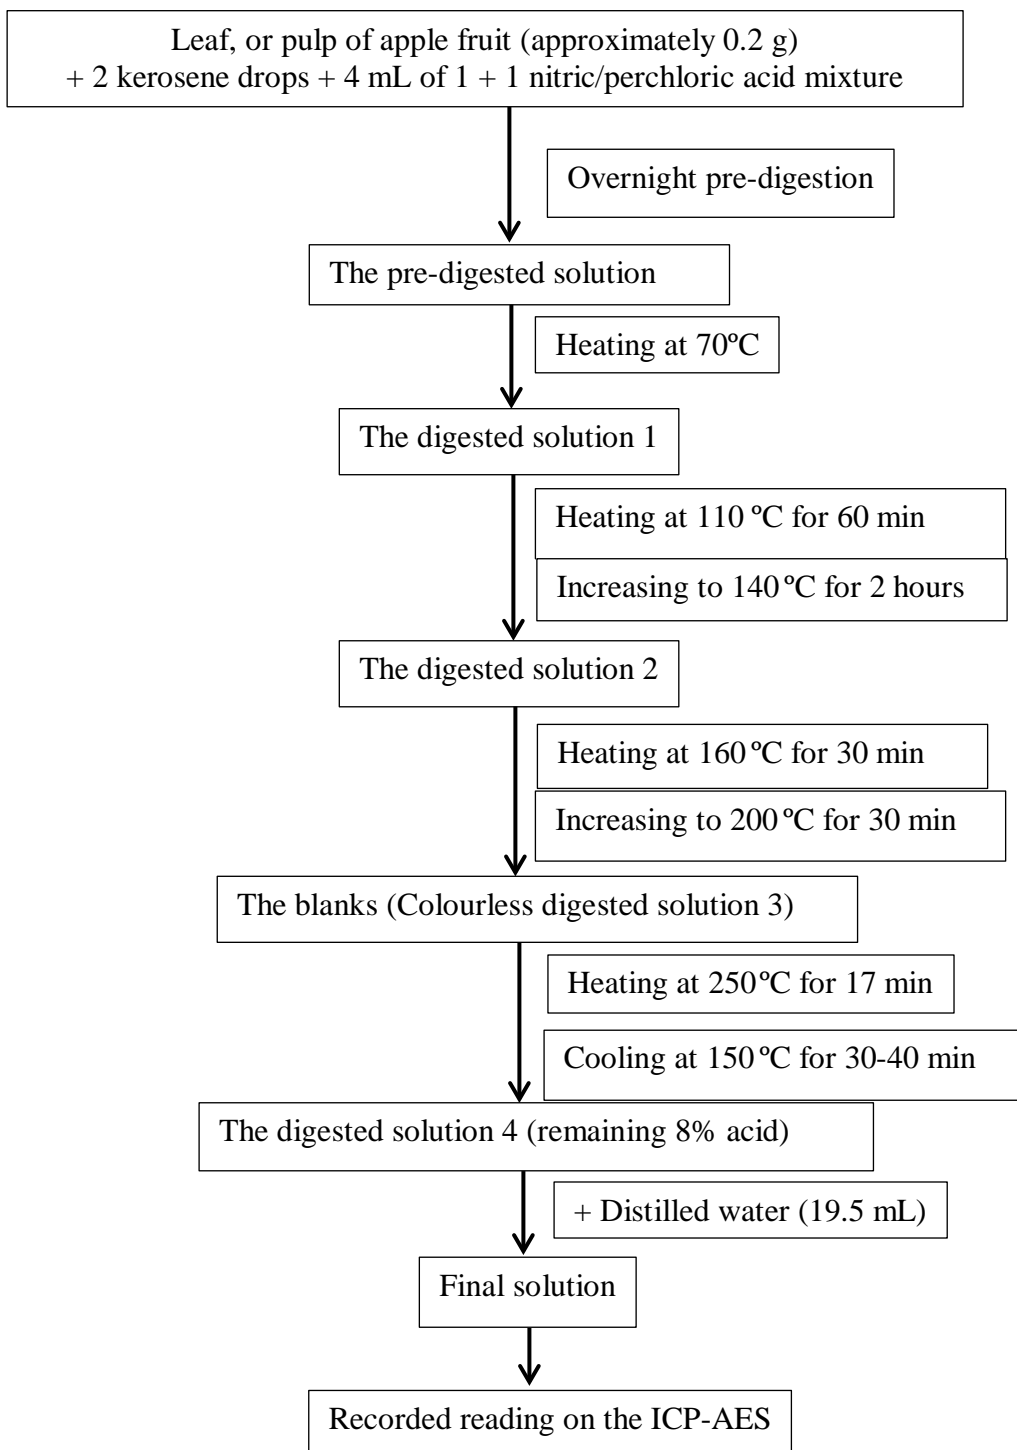 Leaf, or pulp of apple fruit (approximately 0.2 g)
+ 2 kerosene drops + 4 mL of 1 + 1 nitric/perchloric acid mixture
Overnight pre-digestion
The pre-digested solution
Heating at 70ºC
The digested solution 1
Heating at 110 ºC for 60 min
Increasing to 140 ºC for 2 hours
The digested solution 2
Heating at 160 ºC for 30 min
Increasing to 200 ºC for 30 min
The blanks (Colourless digested solution 3)
Heating at 250 ºC for 17 min
Cooling at 150 ºC for 30-40 min
The digested solution 4 (remaining 8% acid)
+ Distilled water (19.5 mL)
Final solution
Recorded reading on the ICP-AES